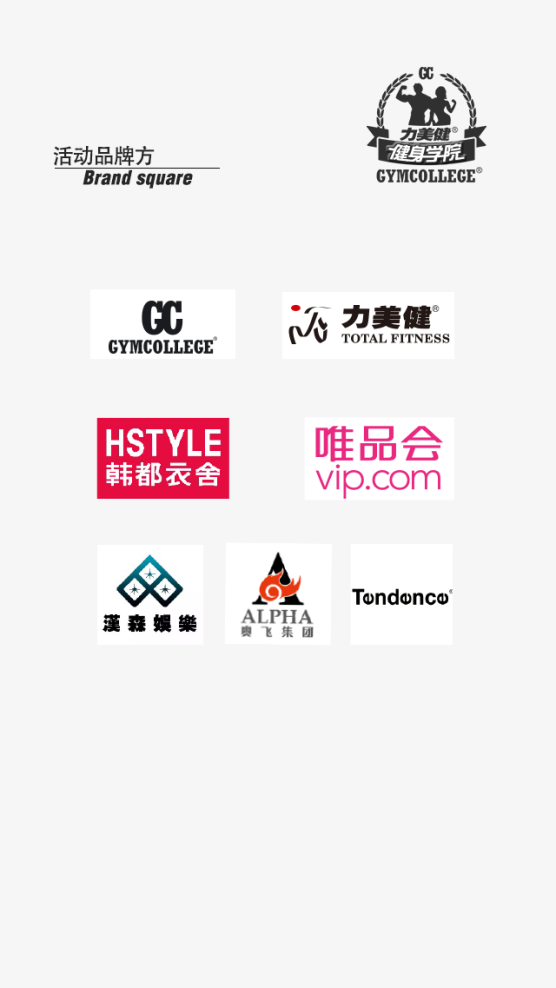 GC
力美健®
健身学院
GYMCOLLEGE®
活动品牌方
Brand square
GC
GYMCOLLEGE®
力美健®
TOTAL FITNESS
HSTYLE
韩都衣舍
唯品会
vip.com
漢森娛樂
ALPHA
奥飞集团
Tendence®